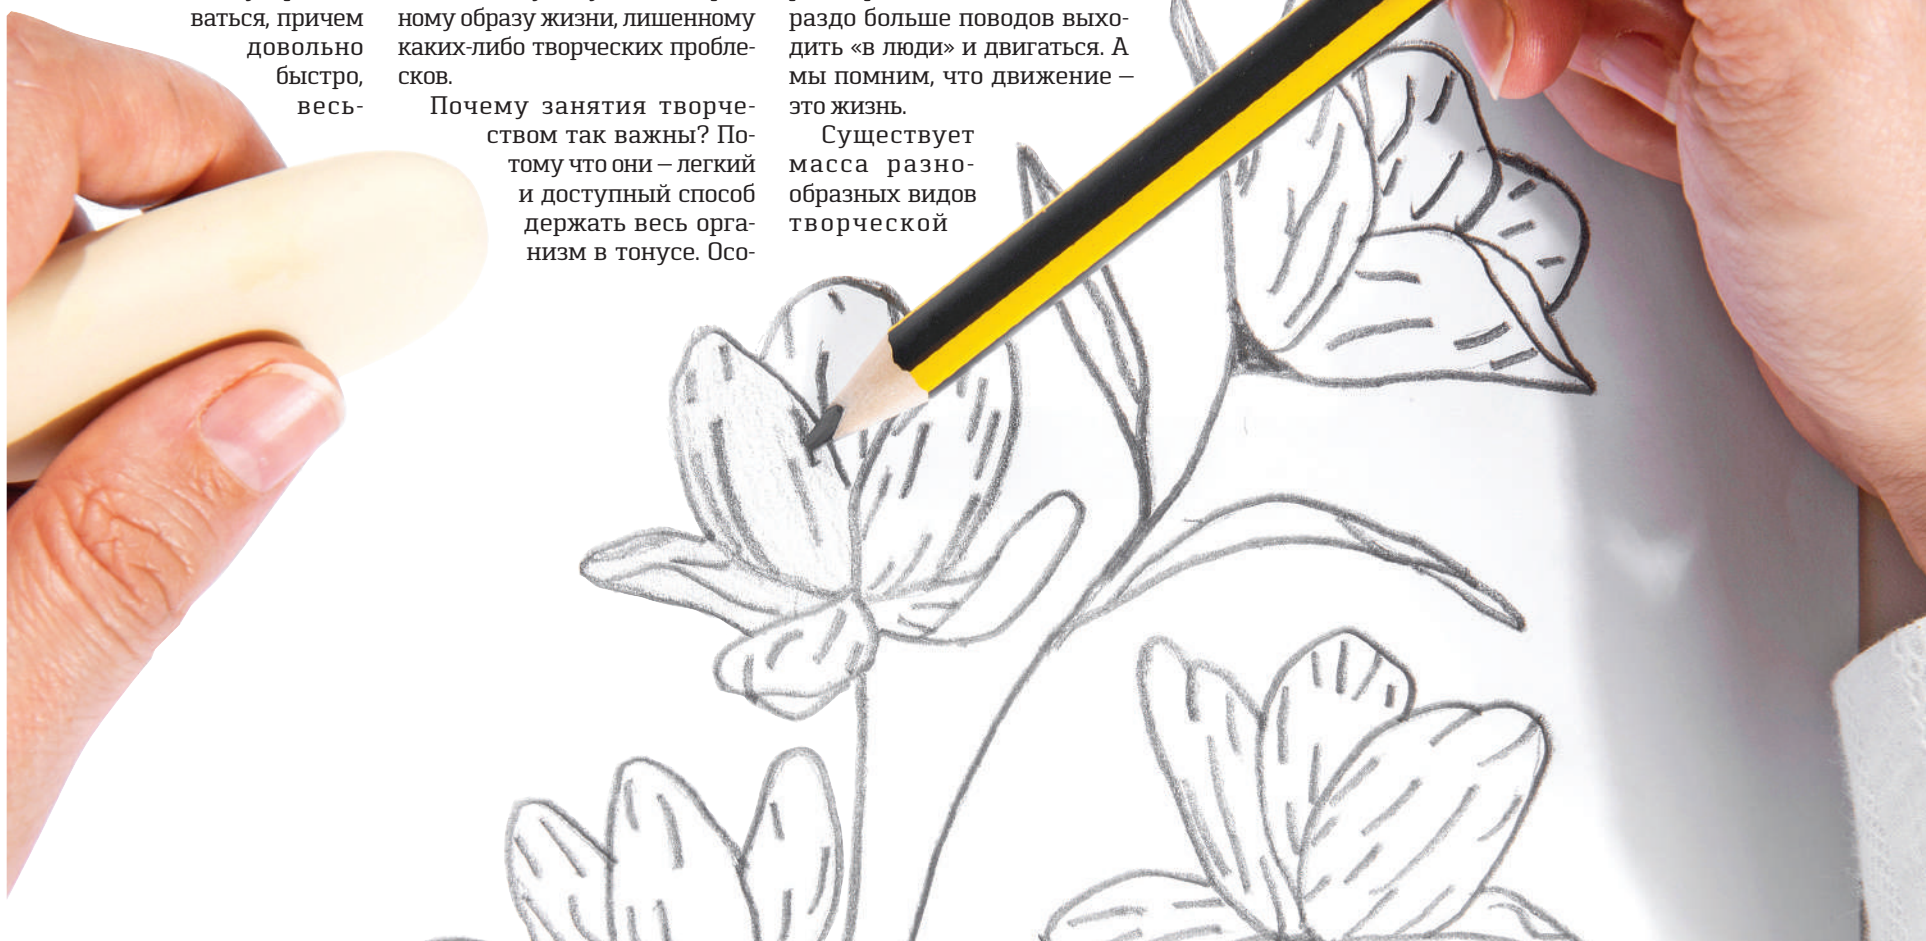 ваться, причем
довольно
быстро,
весь-
ному образу жизни, лишенному
каких-либо творческих пробле-
сков.
Почему занятия творче-
ством так важны? По-
тому что они – легкий
и доступный способ
держать весь орга-
низм в тонусе. Осо-
раздо больше поводов выхо-
дить «в люди» и двигаться. А
мы помним, что движение –
это жизнь.
Существует
масса разно-
образных видов
творческой